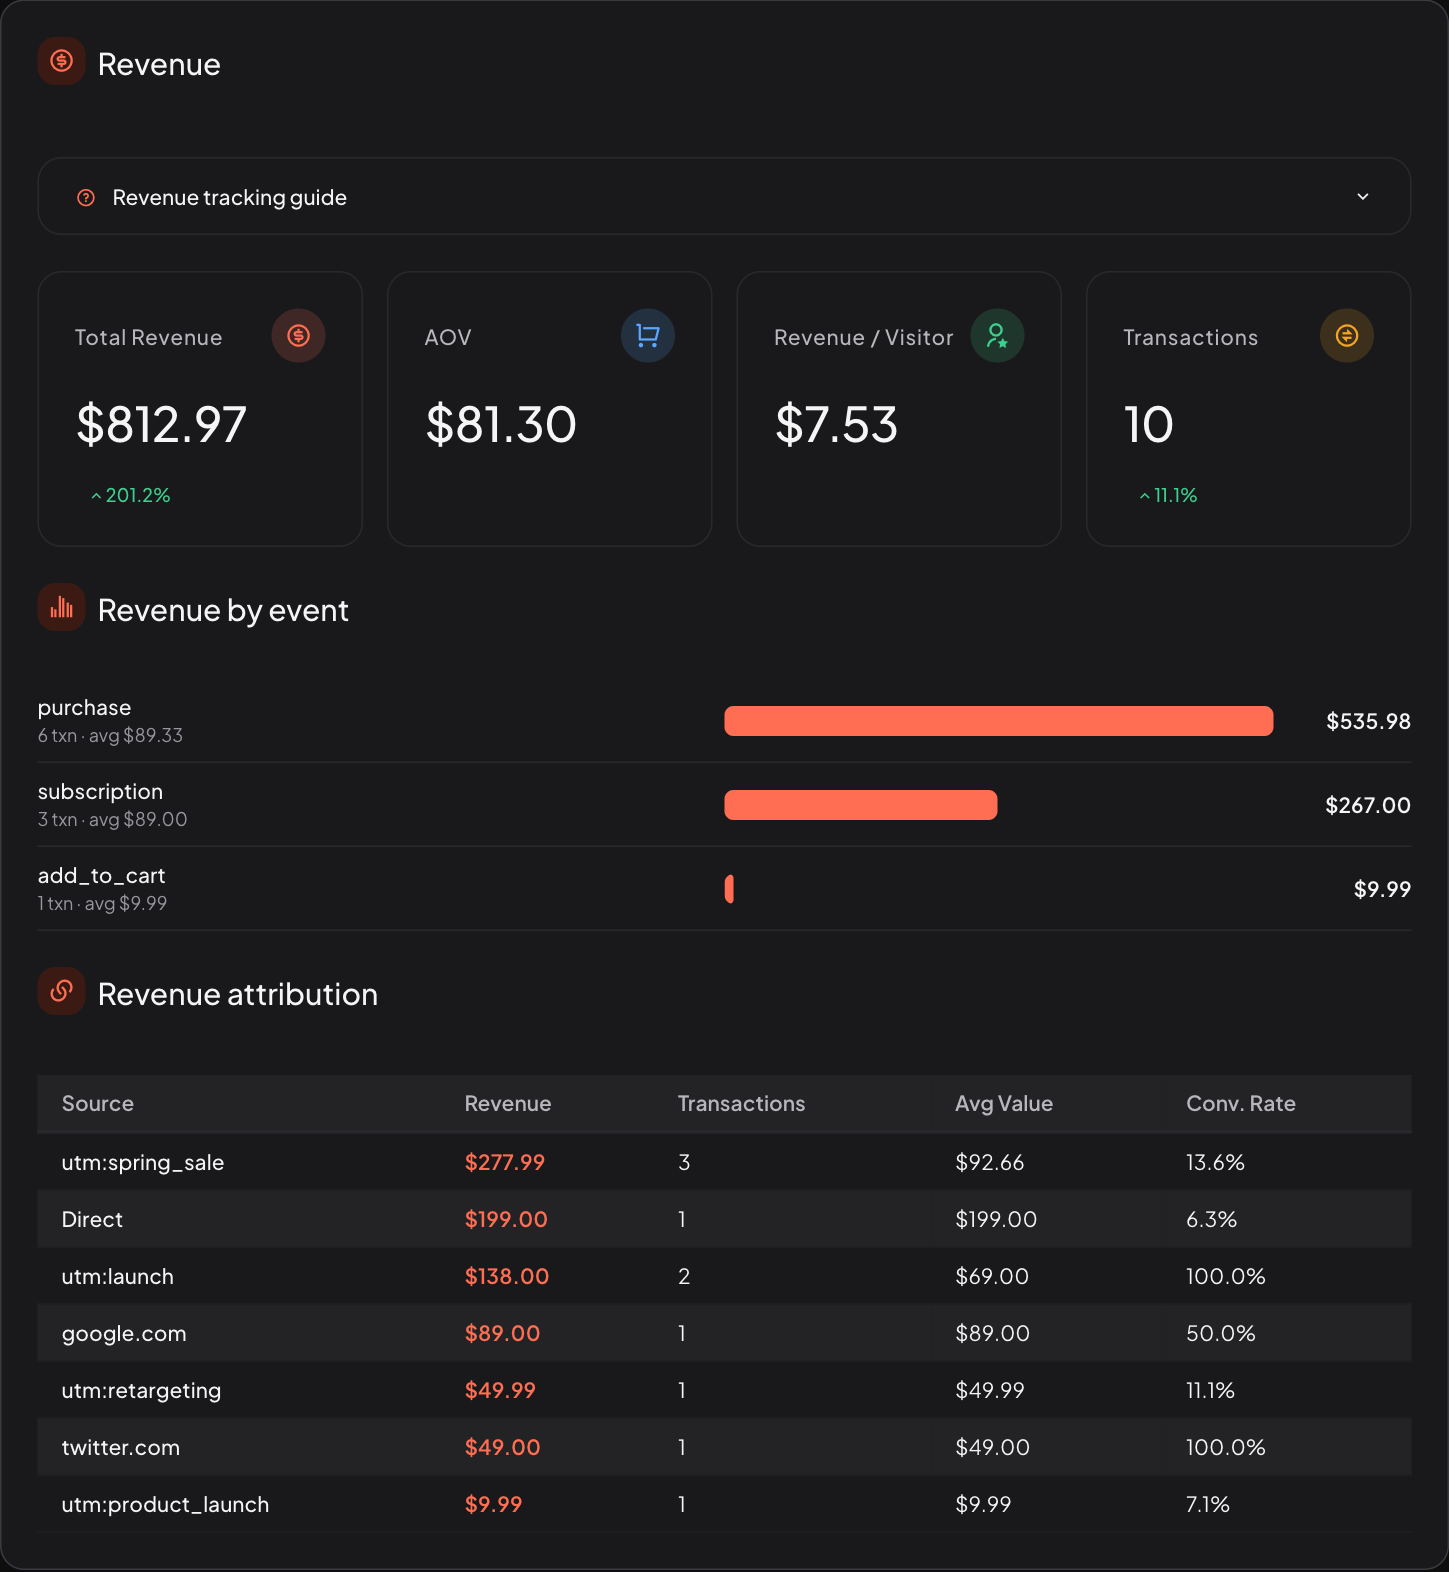 Revenue
Revenue tracking guide
Total Revenue
$812.97
201.2%
AOV
$81.30
Revenue / Visitor
$7.53
Transactions
10
11.1%
Revenue by event
purchase
6 txn · avg $89.33
$535.98
subscription
3 txn · avg $89.00
$267.00
add_to_cart
1 txn · avg $9.99
$9.99
Revenue attribution
Source Revenue Transactions Avg Value Conv. Rate
utm:spring_sale $277.99 3 $92.66 13.6%
Direct $199.00 1 $199.00 6.3%
utm:launch $138.00 2 $69.00 100.0%
google.com $89.00 1 $89.00 50.0%
utm:retargeting $49.99 1 $49.99 11.1%
twitter.com $49.00 1 $49.00 100.0%
utm:product_launch $9.99 1 $9.99 7.1%